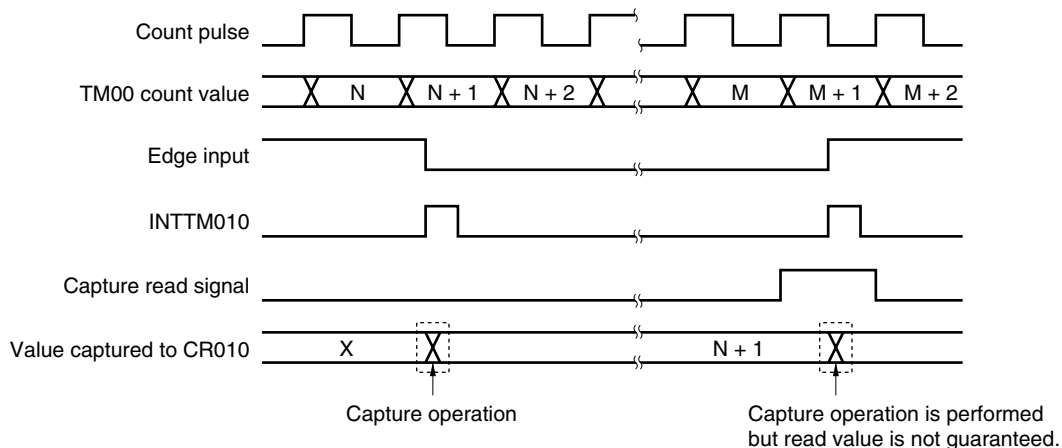 Count pulse
TM00 count value
N
N + 1
N + 2
M
M + 1
M + 2
Edge input
INTTM010
Capture read signal
Value captured to CR010
X
N + 1
Capture operation
Capture operation is performed
but read value is not guaranteed.